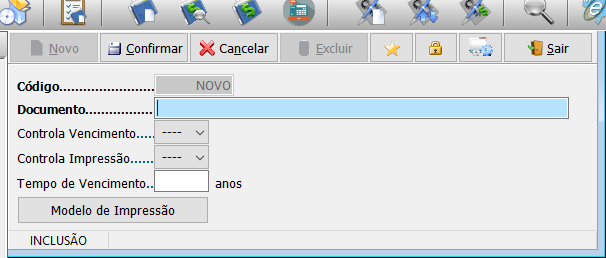 Novo Confirmar Cancelar Excluir Sair
Código........................ NOVO
Documento.................
Controla Vencimento..... ----
Controla Impressão...... ----
Tempo de Vencimento.. anos
Modelo de Impressão
INCLUSÃO